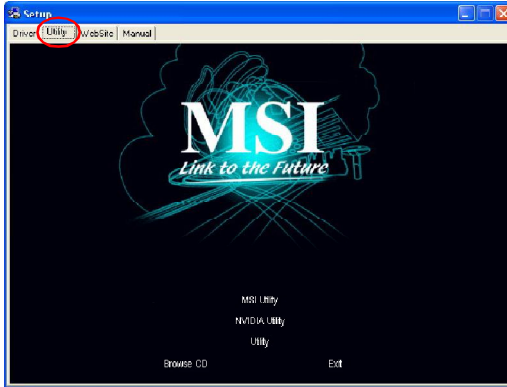 Setup
Driver Utility WebSite Manual
MSI
Link to the Future
MSI Utility
NVIDIA Utility
Utility
Browse CD Exit